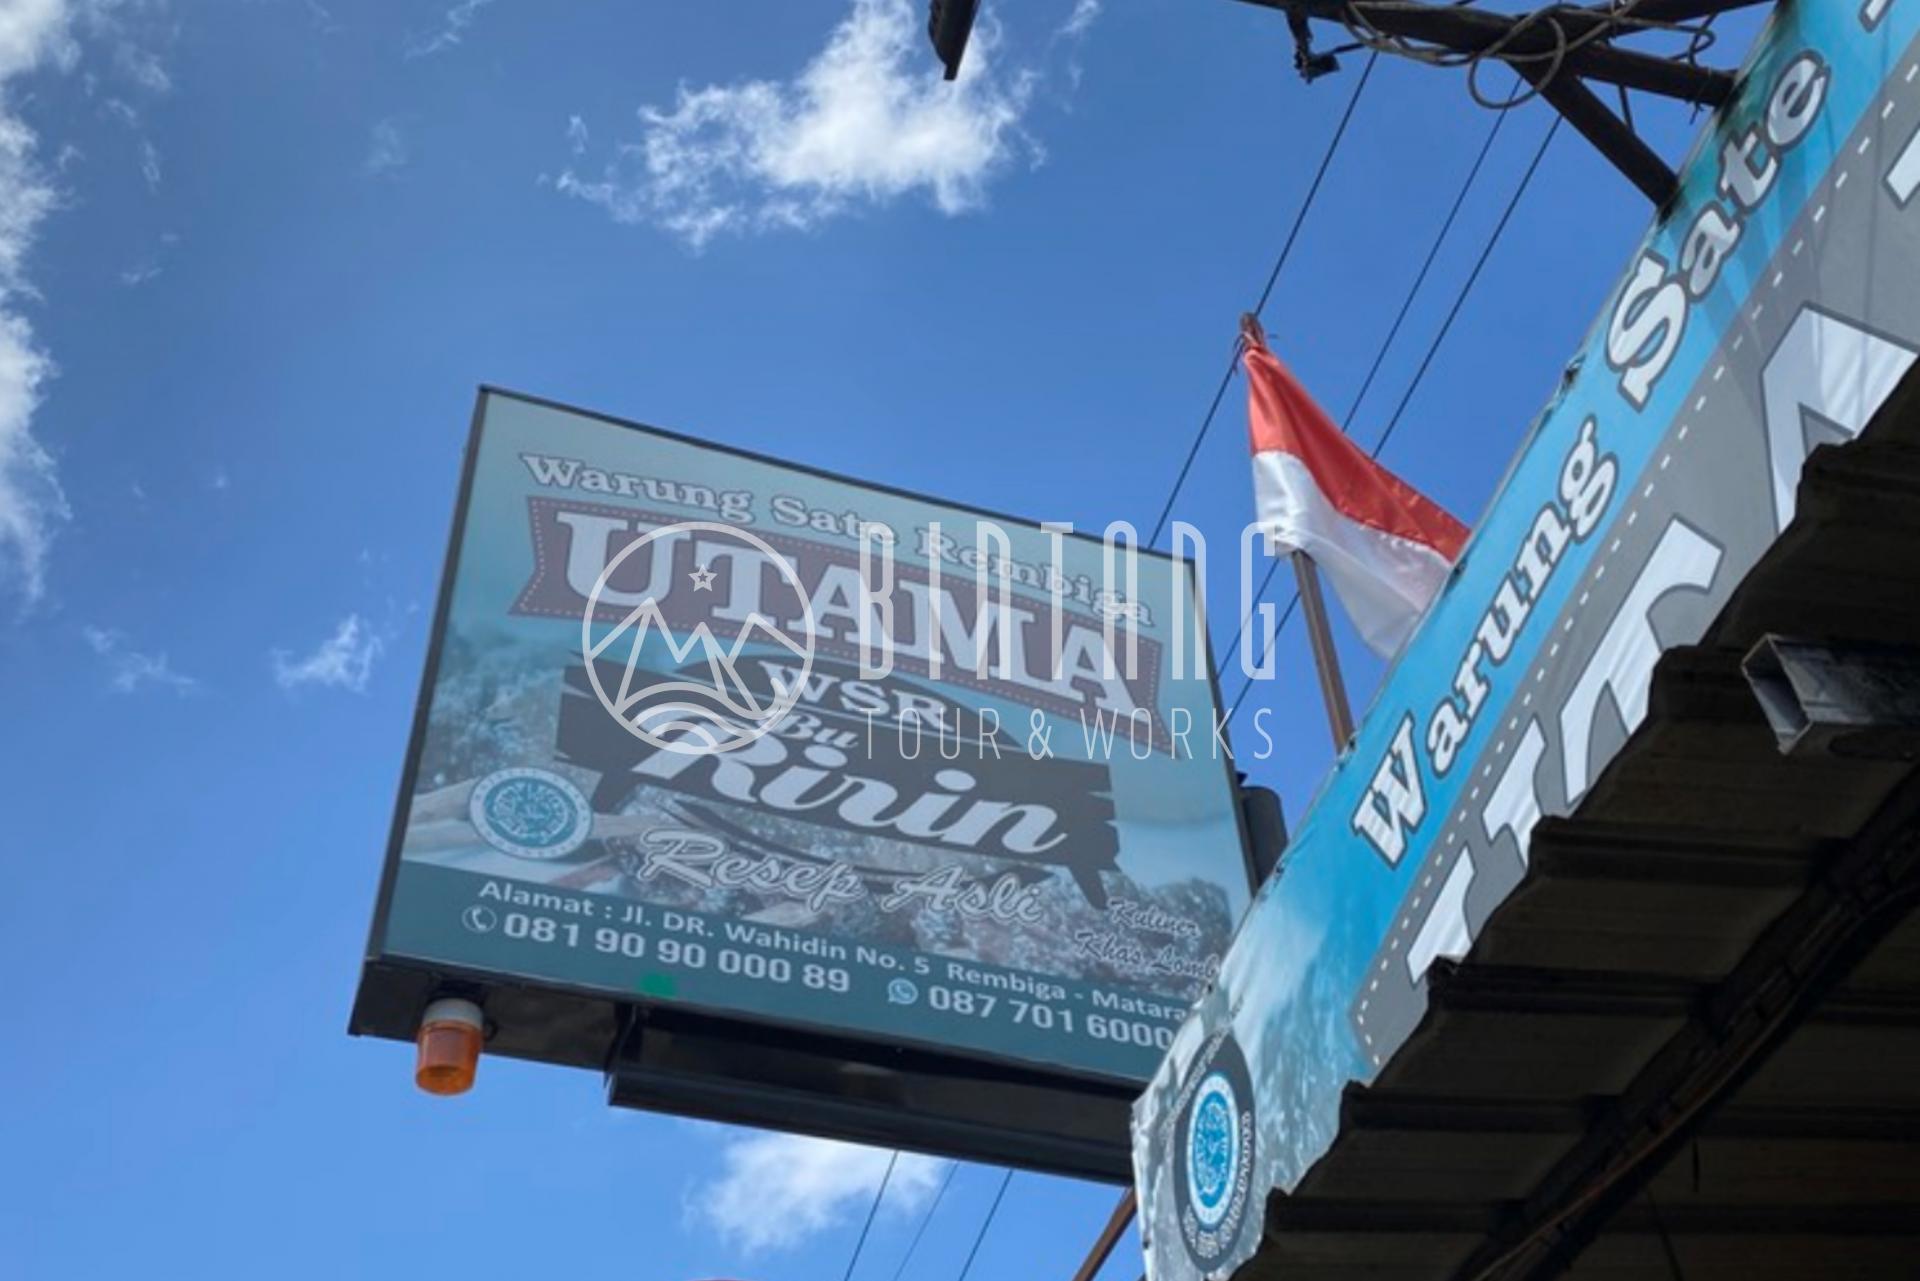 Warung Sate Rembiga
UTAMA
WSR
Bu
Ririn
Resep Asli
Kuliner
Khas Lomb
Alamat : Jl. DR. Wahidin No. 5 Rembiga - Matara
081 90 90 000 89
087 701 6000
BINTANG
TOUR & WORKS
Warung Sate